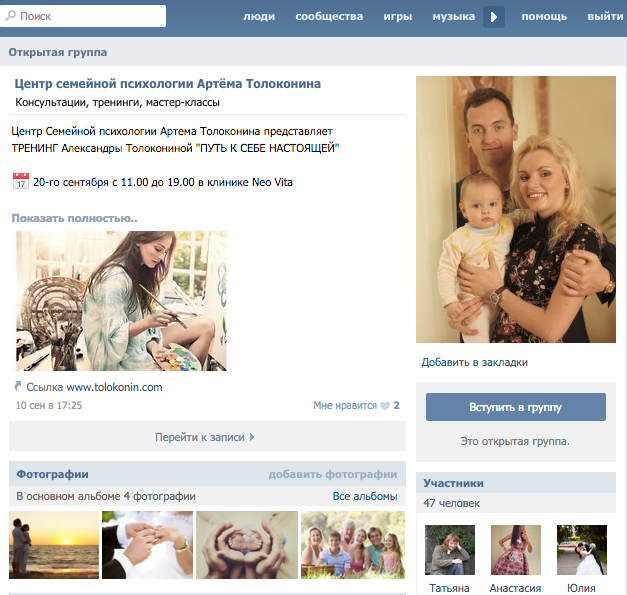 Поиск
люди сообщества игры музыка помощь выйти
Открытая группа
Центр семейной психологии Артёма Толоконина
Консультации, тренинги, мастер-классы
Центр Семейной психологии Артема Толоконина представляет
ТРЕНИНГ Александры Толокониной "ПУТЬ К СЕБЕ НАСТОЯЩЕЙ"
17 20-го сентября с 11.00 до 19.00 в клинике Neo Vita
Показать полностью..
Ссылка www.tolokonin.com
10 сен в 17:25 Мне нравится 2
Перейти к записи
Фотографии добавить фотографии
В основном альбоме 4 фотографии Все альбомы
Добавить в закладки
Вступить в группу
Это открытая группа.
Участники
47 человек
Татьяна Анастасия Юлия